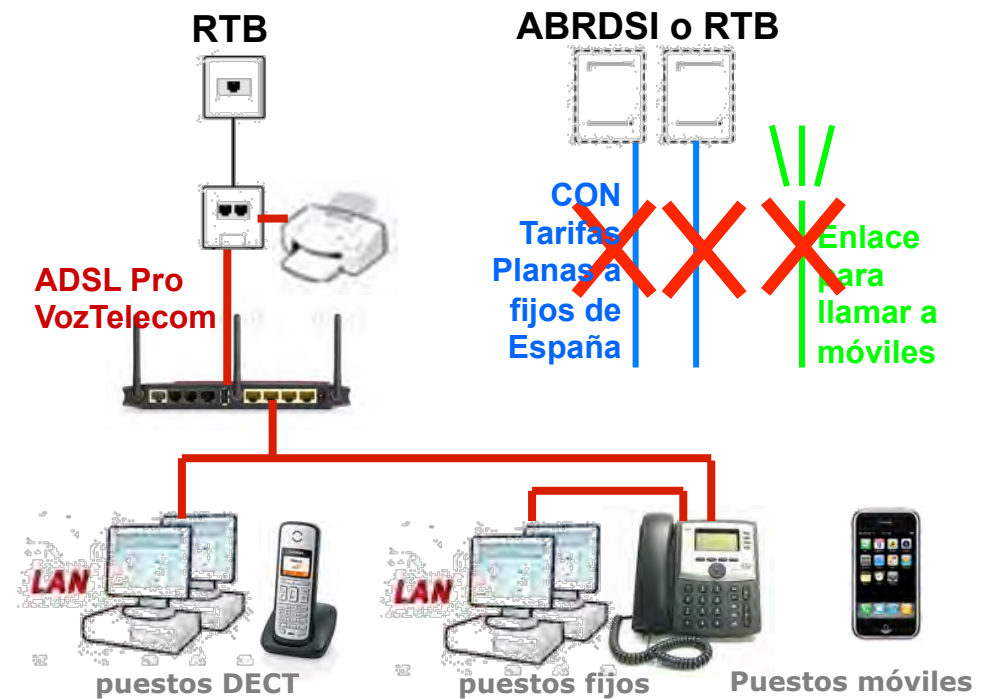 RTB
ABRDSI o RTB
CON
Tarifas
Planas a
fijos de
España
Enlace
para
llamar a
móviles
ADSL Pro
VozTelecom
LAN
LAN
puestos DECT
puestos fijos
Puestos móviles